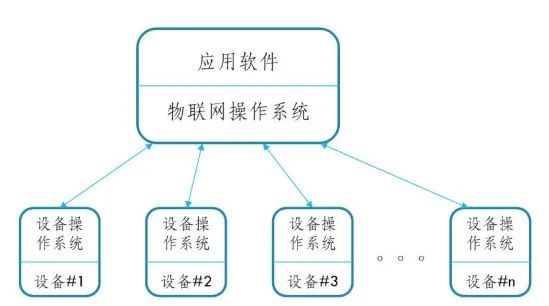 应用软件
物联网操作系统
设备操
作系统
设备#1
设备操
作系统
设备#2
设备操
作系统
设备#3
。。。
设备操
作系统
设备#n